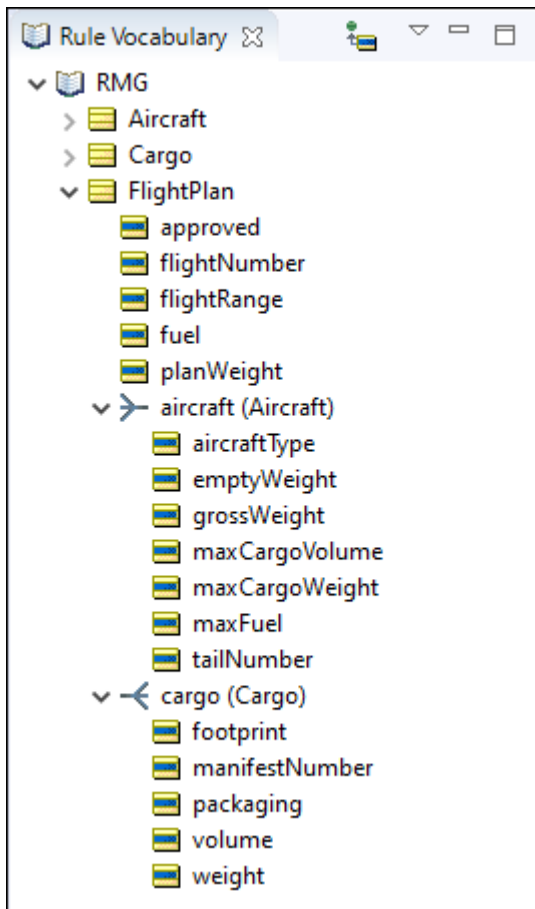 Rule Vocabulary
RMG
Aircraft
Cargo
FlightPlan
approved
flightNumber
flightRange
fuel
planWeight
aircraft (Aircraft)
aircraftType
emptyWeight
grossWeight
maxCargoVolume
maxCargoWeight
maxFuel
tailNumber
cargo (Cargo)
footprint
manifestNumber
packaging
volume
weight